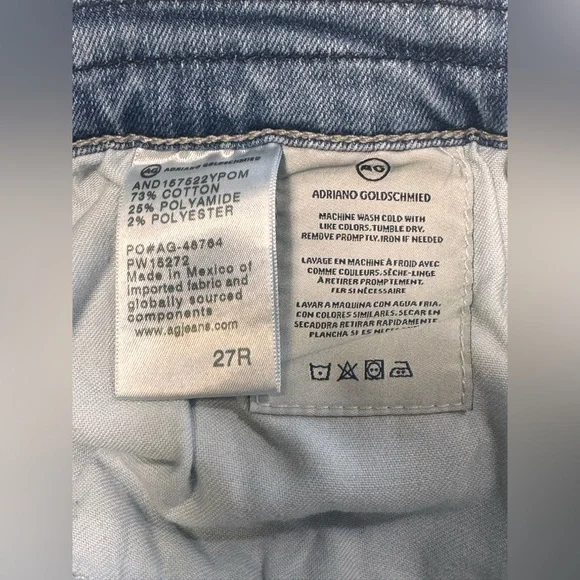 AG ADRIANO GOLDSCHMIED
AND157522YPOM
73% COTTON
25% POLYAMIDE
2% POLYESTER
PO#AG-48764
PW15272
Made in Mexico of
imported fabric and
globally sourced
components
www.agjeans.com
27R
AG
ADRIANO GOLDSCHMIED
MACHINE WASH COLD WITH
LIKE COLORS. TUMBLE DRY.
REMOVE PROMPTLY. IRON IF NEEDED
LAVAGE EN MACHINE À FROID AVEC
COMME COULEURS. SÈCHE-LINGE
À RETIRER PROMPTEMENT.
FER SI NÉCESSAIRE
LAVAR A MAQUINA CON AGUA FRIA.
CON COLORES SIMILARES. SECAR EN
SECADORA RETIRAR RAPIDAMENTE
PLANCHA SI ES